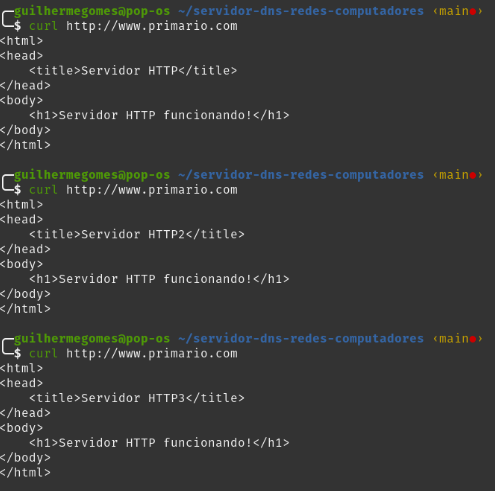 guilhermegomes@pop-os ~/servidor-dns-redes-computadores ‹main●›
$ curl http://www.primario.com
<html>
<head>
    <title>Servidor HTTP</title>
</head>
<body>
    <h1>Servidor HTTP funcionando!</h1>
</body>
</html>
guilhermegomes@pop-os ~/servidor-dns-redes-computadores ‹main●›
$ curl http://www.primario.com
<html>
<head>
    <title>Servidor HTTP2</title>
</head>
<body>
    <h1>Servidor HTTP funcionando!</h1>
</body>
</html>
guilhermegomes@pop-os ~/servidor-dns-redes-computadores ‹main●›
$ curl http://www.primario.com
<html>
<head>
    <title>Servidor HTTP3</title>
</head>
<body>
    <h1>Servidor HTTP funcionando!</h1>
</body>
</html>